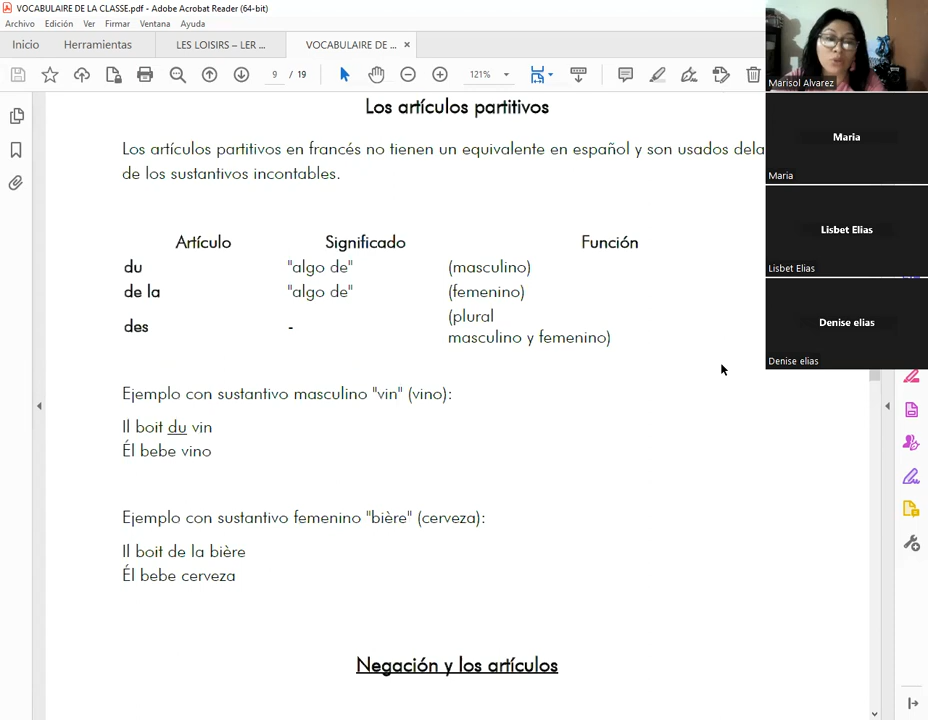 VOCABULAIRE DE LA CLASSE.pdf - Adobe Acrobat Reader (64-bit)
Archivo Edición Ver Firmar Ventana Ayuda
Inicio Herramientas LES LOISIRS – LER ... VOCABULAIRE DE ... ×
9 / 19 121%
Marisol Alvarez
Los artículos partitivos
Maria
Los artículos partitivos en francés no tienen un equivalente en español y son usados dela
de los sustantivos incontables.
Maria
Lisbet Elias
Artículo Significado Función
du "algo de" (masculino)
Lisbet Elias
de la "algo de" (femenino)
des - (plural
masculino y femenino)
Denise elias
Denise elias
Ejemplo con sustantivo masculino "vin" (vino):
Il boit du vin
Él bebe vino
Ejemplo con sustantivo femenino "bière" (cerveza):
Il boit de la bière
Él bebe cerveza
Negación y los artículos